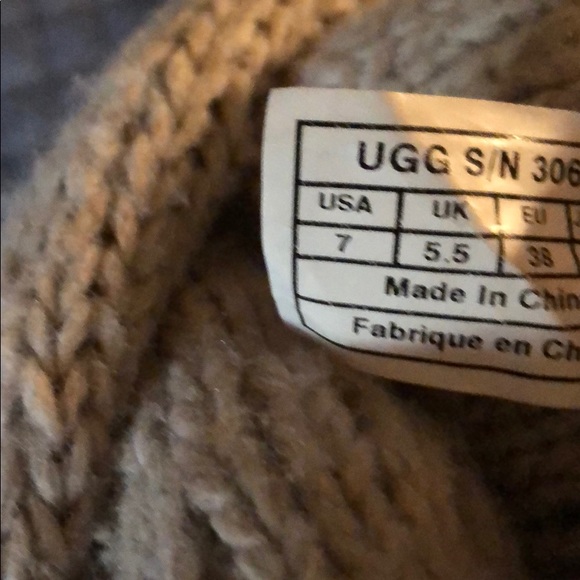 UGG S/N 306
USA UK EU
7 5.5 38
Made In Chin
Fabrique en Ch